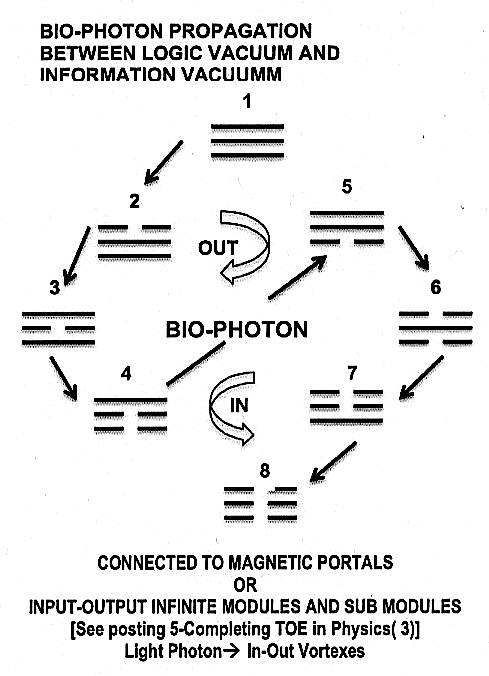 BIO-PHOTON PROPAGATION
BETWEEN LOGIC VACUUM AND
INFORMATION VACUUMM
1
2
5
OUT
3
6
BIO-PHOTON
4
7
IN
8
CONNECTED TO MAGNETIC PORTALS
OR
INPUT-OUTPUT INFINITE MODULES AND SUB MODULES
[See posting 5-Completing TOE in Physics( 3)]
Light Photon→ In-Out Vortexes